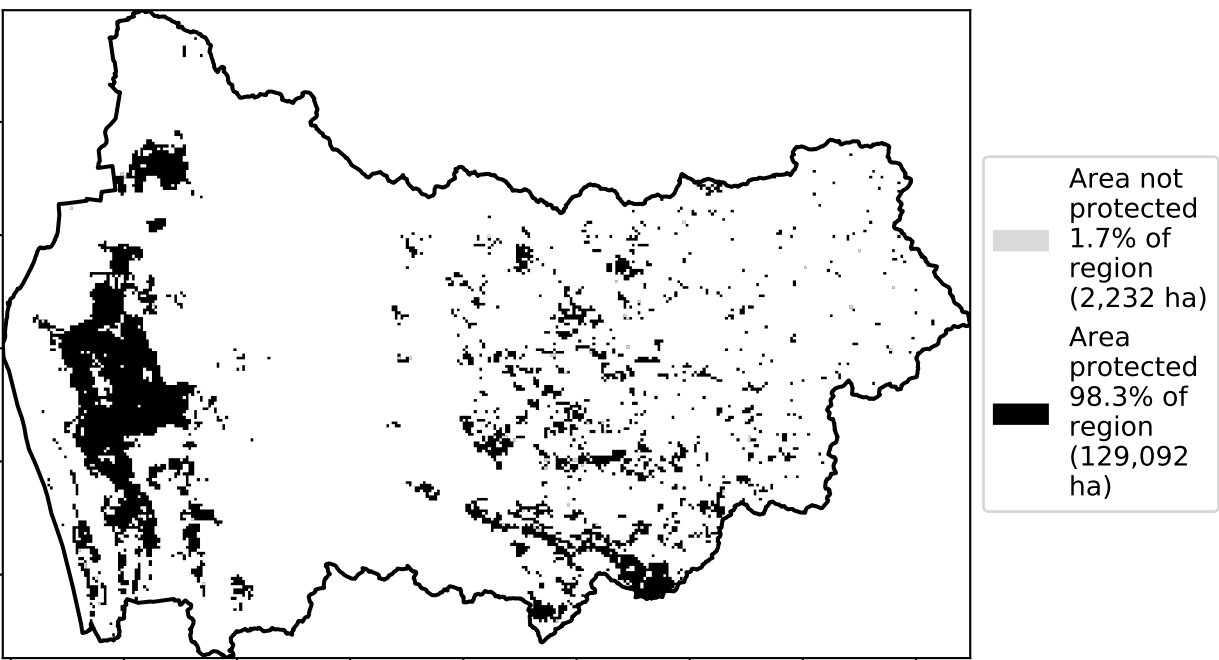 Area not
protected
1.7% of
region
(2,232 ha)
Area
protected
98.3% of
region
(129,092
ha)